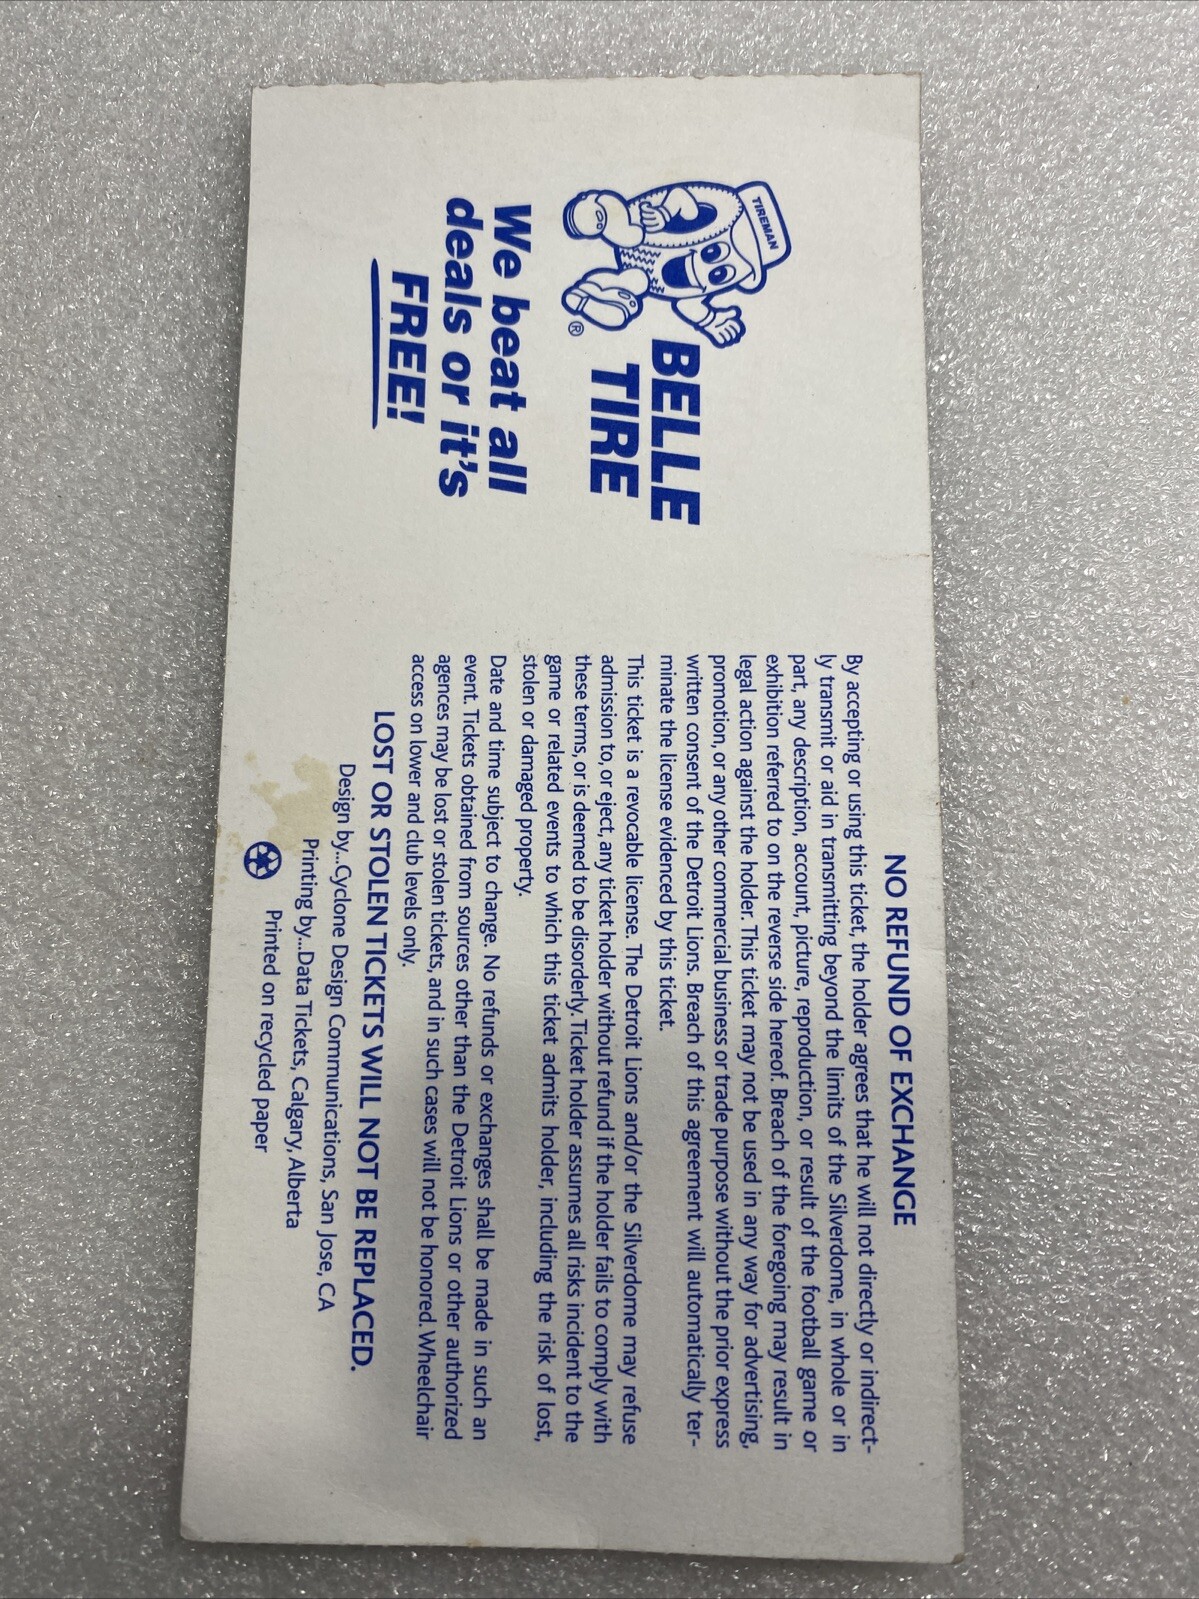 TIREMAN
BELLE
TIRE
®
We beat all
deals or it's
FREE!
NO REFUND OF EXCHANGE
By accepting or using this ticket, the holder agrees that he will not directly or indirect-
ly transmit or aid in transmitting beyond the limits of the Silverdome, in whole or in
part, any description, account, picture, reproduction, or result of the football game or
exhibition referred to on the reverse side hereof. Breach of the foregoing may result in
legal action against the holder. This ticket may not be used in any way for advertising,
promotion, or any other commercial business or trade purpose without the prior express
written consent of the Detroit Lions. Breach of this agreement will automatically ter-
minate the license evidenced by this ticket.
This ticket is a revocable license. The Detroit Lions and/or the Silverdome may refuse
admission to, or eject, any ticket holder without refund if the holder fails to comply with
these terms, or is deemed to be disorderly. Ticket holder assumes all risks incident to the
game or related events to which this ticket admits holder, including the risk of lost,
stolen or damaged property.
Date and time subject to change. No refunds or exchanges shall be made in such an
event. Tickets obtained from sources other than the Detroit Lions or other authorized
agences may be lost or stolen tickets, and in such cases will not be honored. Wheelchair
access on lower and club levels only.
LOST OR STOLEN TICKETS WILL NOT BE REPLACED.
Design by...Cyclone Design Communications, San Jose, CA
Printing by...Data Tickets, Calgary, Alberta
Printed on recycled paper